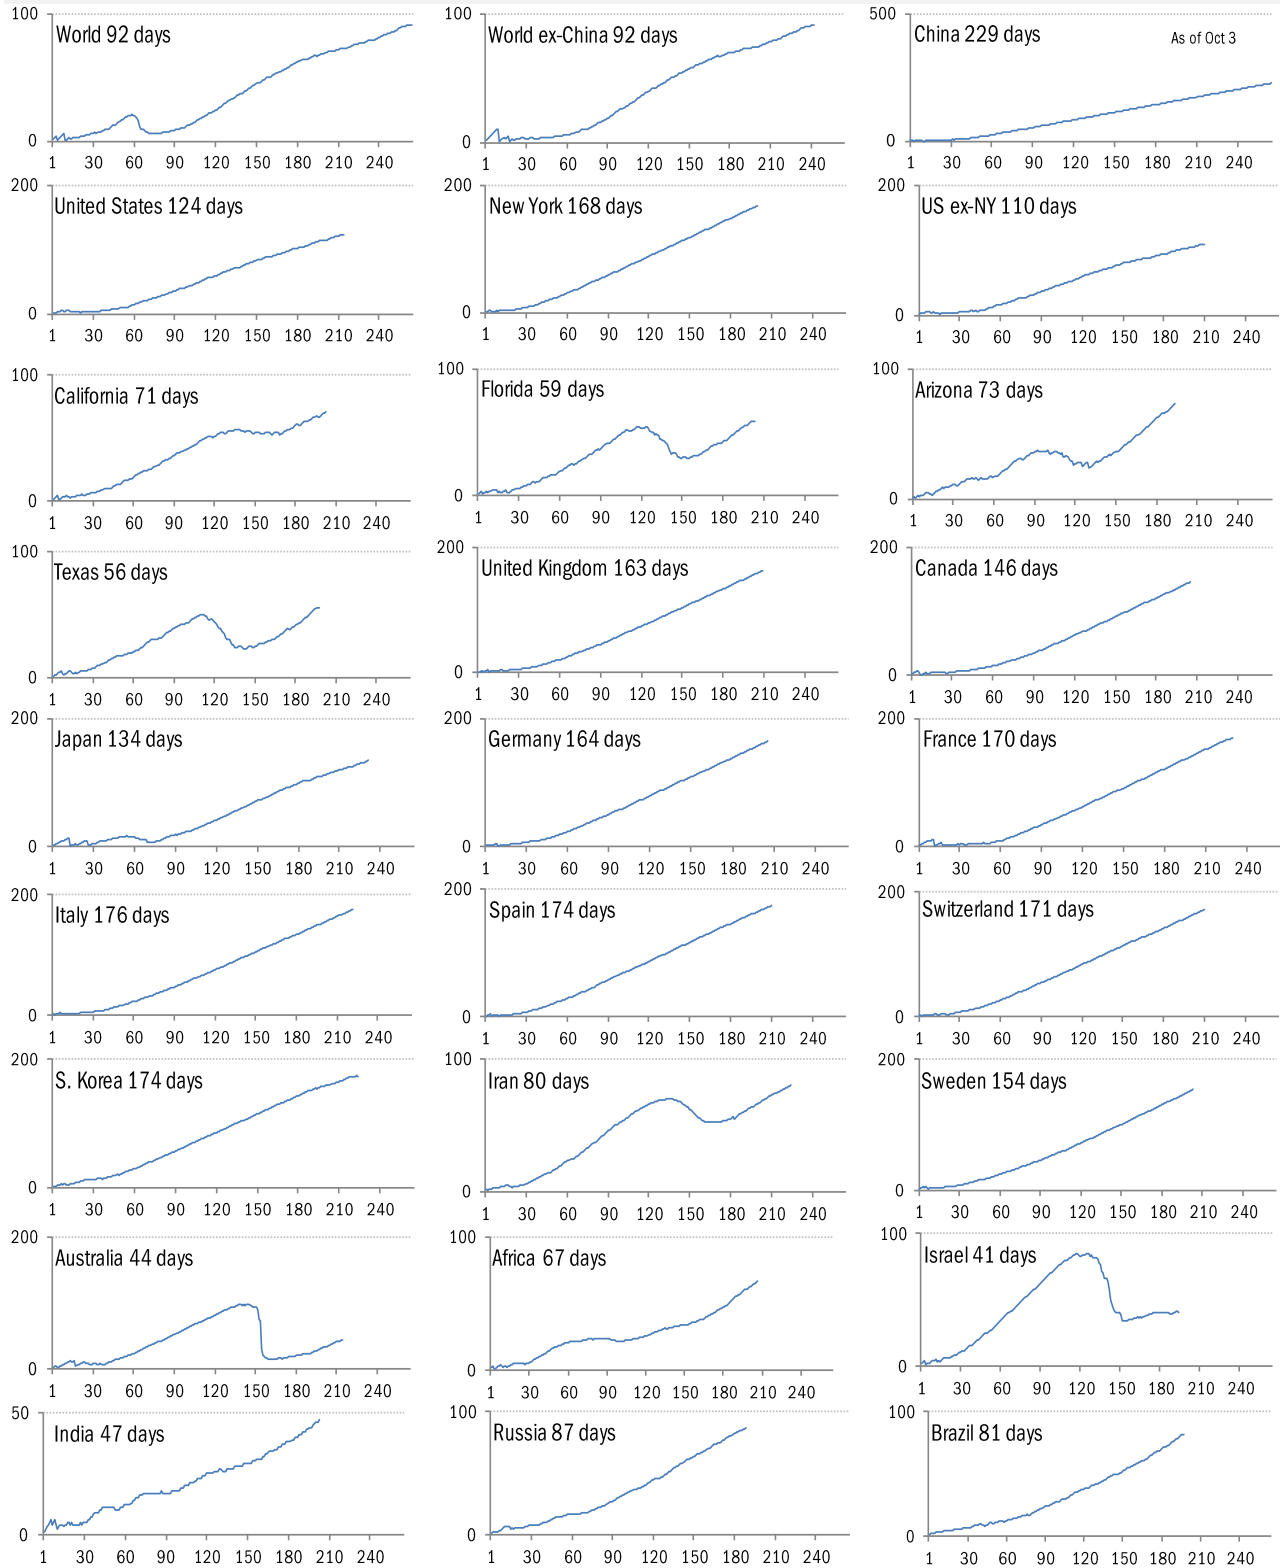 World 92 days
100
0
1 30 60 90 120 150 180 210 240
World ex-China 92 days
100
0
1 30 60 90 120 150 180 210 240
China 229 days
As of Oct 3
500
0
1 30 60 90 120 150 180 210 240
United States 124 days
200
0
1 30 60 90 120 150 180 210 240
New York 168 days
200
0
1 30 60 90 120 150 180 210 240
US ex-NY 110 days
200
0
1 30 60 90 120 150 180 210 240
California 71 days
100
0
1 30 60 90 120 150 180 210 240
Florida 59 days
100
0
1 30 60 90 120 150 180 210 240
Arizona 73 days
100
0
1 30 60 90 120 150 180 210 240
Texas 56 days
100
0
1 30 60 90 120 150 180 210 240
United Kingdom 163 days
200
0
1 30 60 90 120 150 180 210 240
Canada 146 days
200
0
1 30 60 90 120 150 180 210 240
Japan 134 days
200
0
1 30 60 90 120 150 180 210 240
Germany 164 days
200
0
1 30 60 90 120 150 180 210 240
France 170 days
200
0
1 30 60 90 120 150 180 210 240
Italy 176 days
200
0
1 30 60 90 120 150 180 210 240
Spain 174 days
200
0
1 30 60 90 120 150 180 210 240
Switzerland 171 days
200
0
1 30 60 90 120 150 180 210 240
S. Korea 174 days
200
0
1 30 60 90 120 150 180 210 240
Iran 80 days
100
0
1 30 60 90 120 150 180 210 240
Sweden 154 days
200
0
1 30 60 90 120 150 180 210 240
Australia 44 days
200
0
1 30 60 90 120 150 180 210 240
Africa 67 days
100
0
1 30 60 90 120 150 180 210 240
Israel 41 days
100
0
1 30 60 90 120 150 180 210 240
India 47 days
50
0
1 30 60 90 120 150 180 210 240
Russia 87 days
100
0
1 30 60 90 120 150 180 210 240
Brazil 81 days
100
0
1 30 60 90 120 150 180 210 240